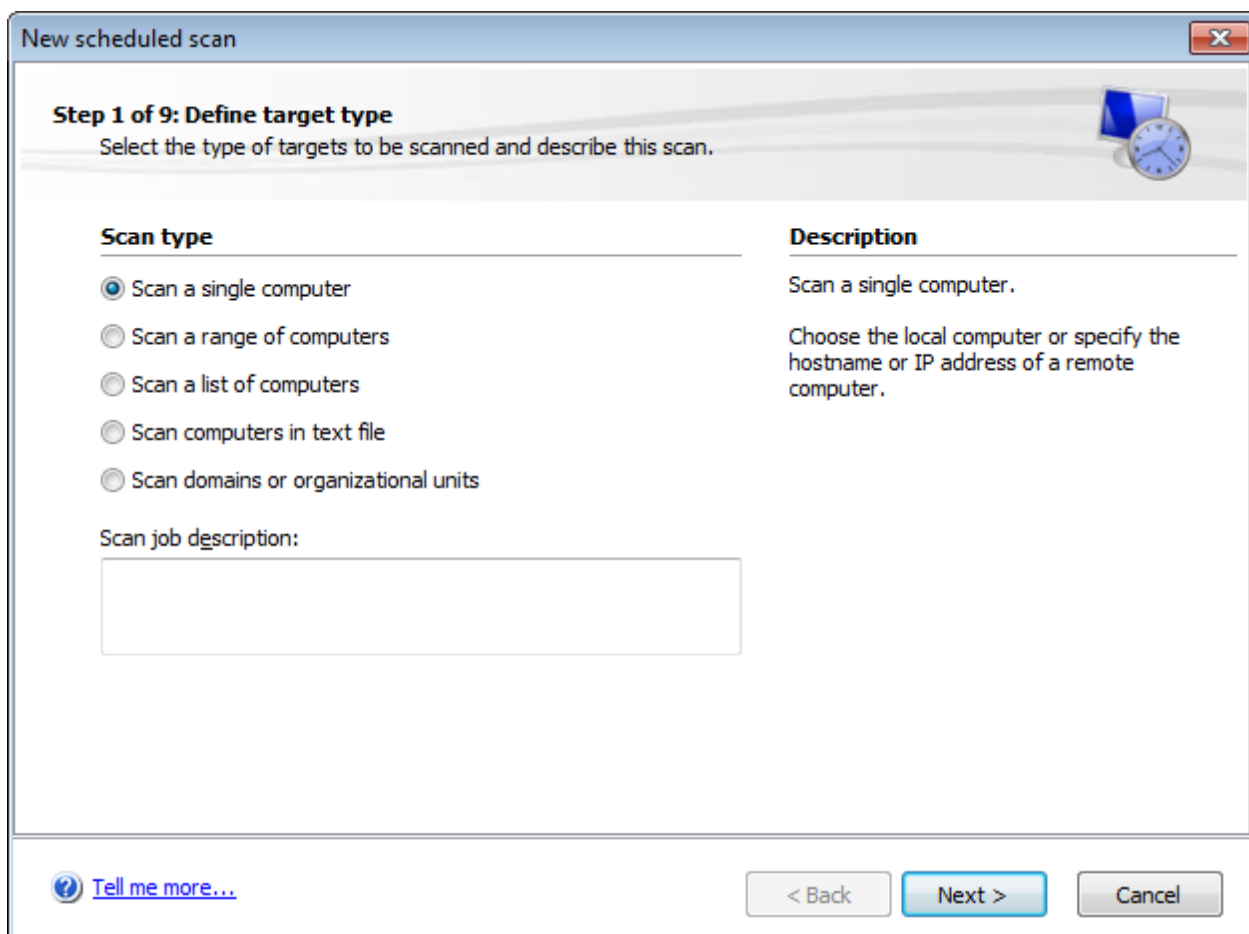 New scheduled scan
Step 1 of 9: Define target type
Select the type of targets to be scanned and describe this scan.
Scan type
Scan a single computer
Scan a range of computers
Scan a list of computers
Scan computers in text file
Scan domains or organizational units
Scan job description:
Description
Scan a single computer.
Choose the local computer or specify the
hostname or IP address of a remote
computer.
Tell me more...
< Back
Next >
Cancel